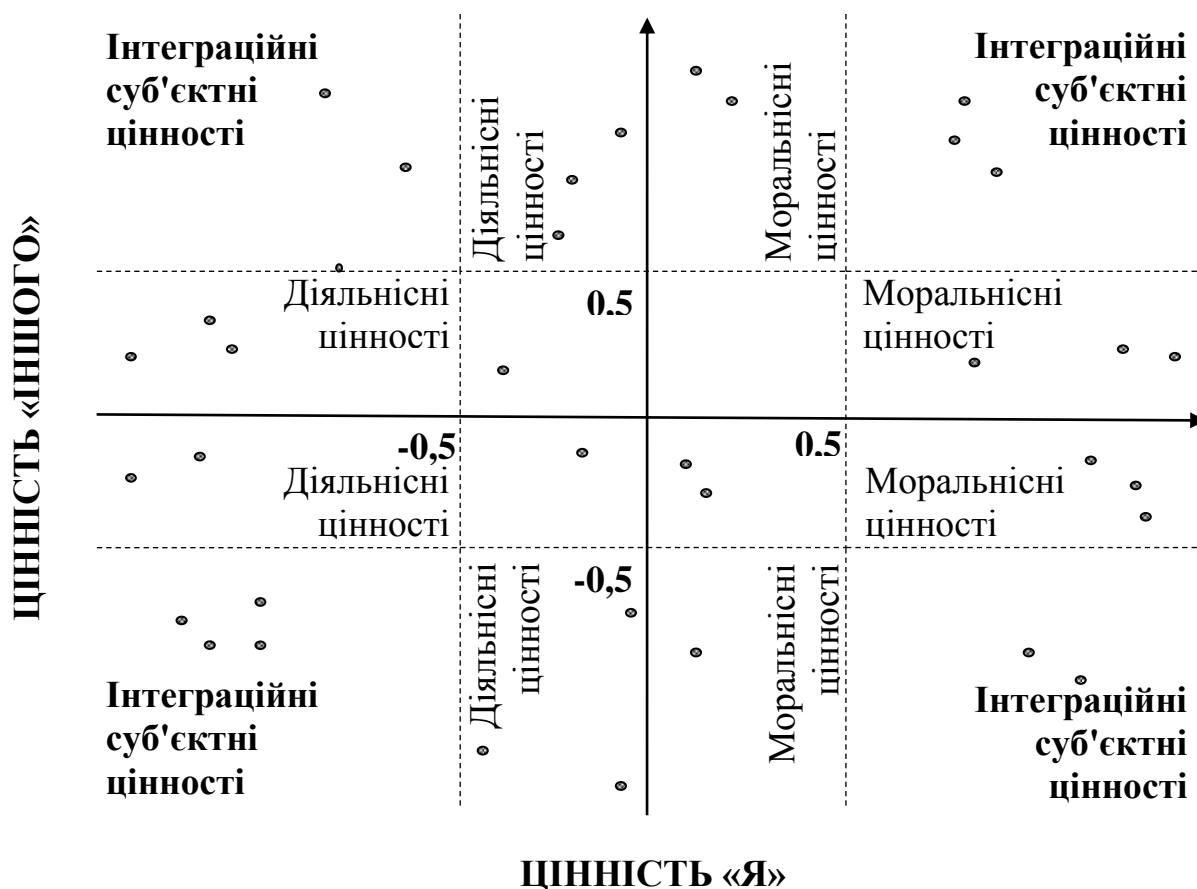 Інтеграційні
суб'єктні
цінності
Діяльнісні
цінності
Моральнісні
цінності
Інтеграційні
суб'єктні
цінності
ЦІННІСТЬ «ІНШОГО»
Діяльнісні
цінності
0.5
Моральнісні
цінності
-0,5
0.5
Діяльнісні
цінності
Моральнісні
цінності
-0,5
Інтеграційні
суб'єктні
цінності
Діяльнісні
цінності
Моральнісні
цінності
Інтеграційні
суб'єктні
цінності
ЦІННІСТЬ «Я»